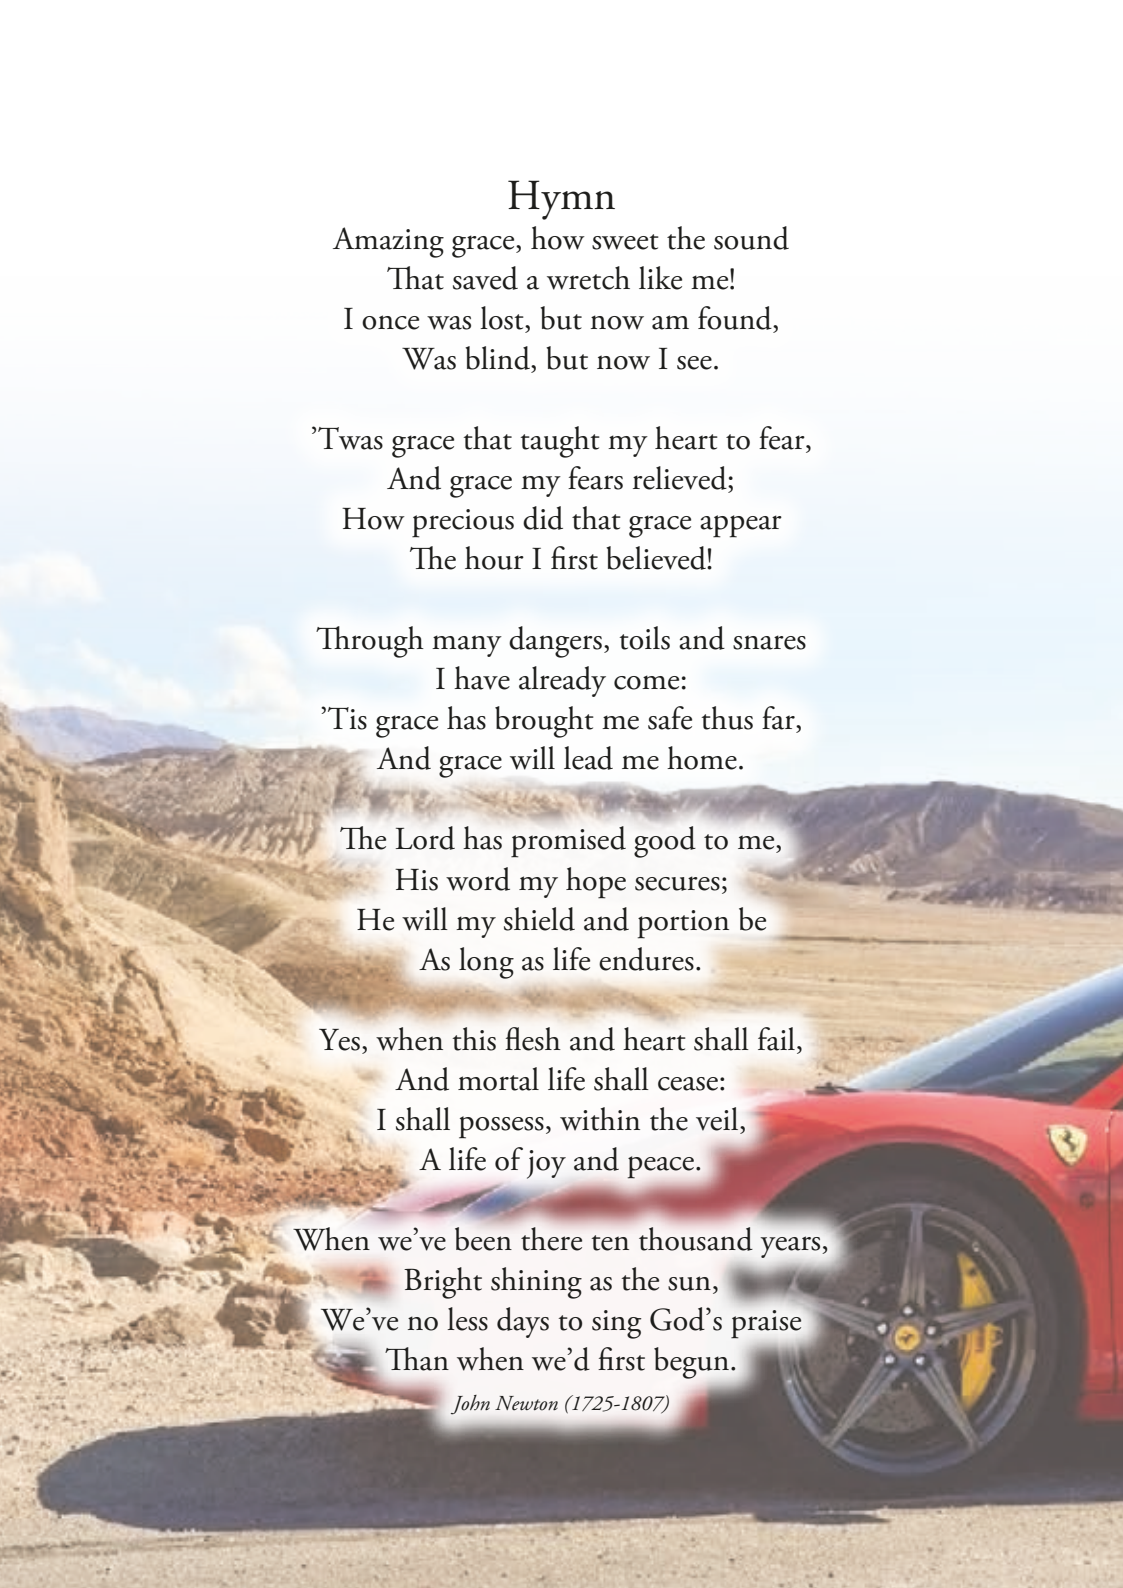 Hymn
Amazing grace, how sweet the sound
That saved a wretch like me!
I once was lost, but now am found,
Was blind, but now I see.
’Twas grace that taught my heart to fear,
And grace my fears relieved;
How precious did that grace appear
The hour I first believed!
Through many dangers, toils and snares
I have already come:
’Tis grace has brought me safe thus far,
And grace will lead me home.
The Lord has promised good to me,
His word my hope secures;
He will my shield and portion be
As long as life endures.
Yes, when this flesh and heart shall fail,
And mortal life shall cease:
I shall possess, within the veil,
A life of joy and peace.
When we’ve been there ten thousand years,
Bright shining as the sun,
We’ve no less days to sing God’s praise
Than when we’d first begun.
John Newton (1725-1807)